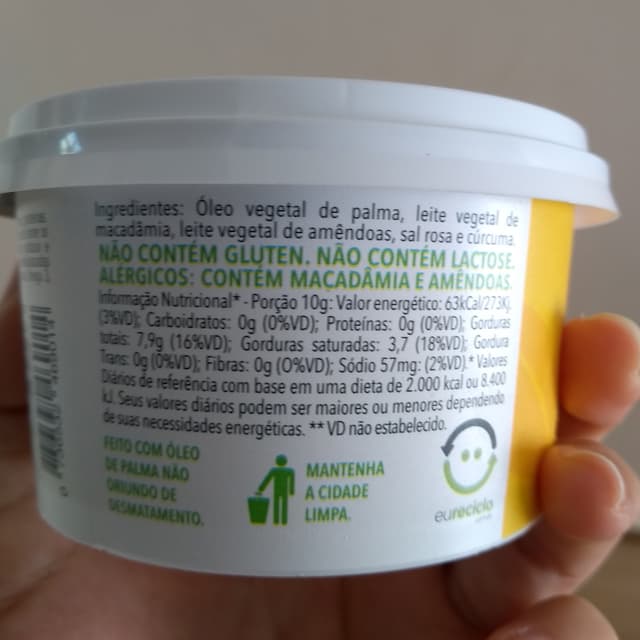 Ingredientes: Óleo vegetal de palma, leite vegetal de
macadâmia, leite vegetal de amêndoas, sal rosa e cúrcuma.
NÃO CONTÉM GLUTEN. NÃO CONTÉM LACTOSE.
ALÉRGICOS: CONTÉM MACADÂMIA E AMÊNDOAS.
Informação Nutricional* - Porção 10g: Valor energético: 63kCal/273Kj
(3%VD); Carboidratos: 0g (0%VD); Proteínas: 0g (0%VD); Gorduras
totais: 7,9g (16%VD); Gorduras saturadas: 3,7 (18%VD); Gordura
Trans: 0g (0%VD); Fibras: 0g (0%VD); Sódio 57mg: (2%VD).* Valores
Diários de referência com base em uma dieta de 2.000 kcal ou 8.400
kJ. Seus valores diários podem ser maiores ou menores dependendo
de suas necessidades energéticas. ** VD não estabelecido.
FEITO COM ÓLEO
DE PALMA NÃO
ORIUNDO DE
DESMATAMENTO.
MANTENHA
A CIDADE
LIMPA.
eureciclo